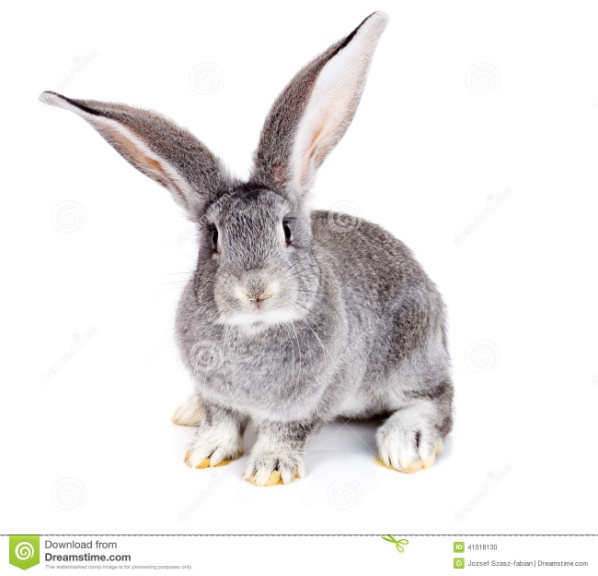 Download from
Dreamstime.com
This watermarked comp image is for previewing purposes only.
41018130
Jozsef Szasz-fabian | Dreamstime.com